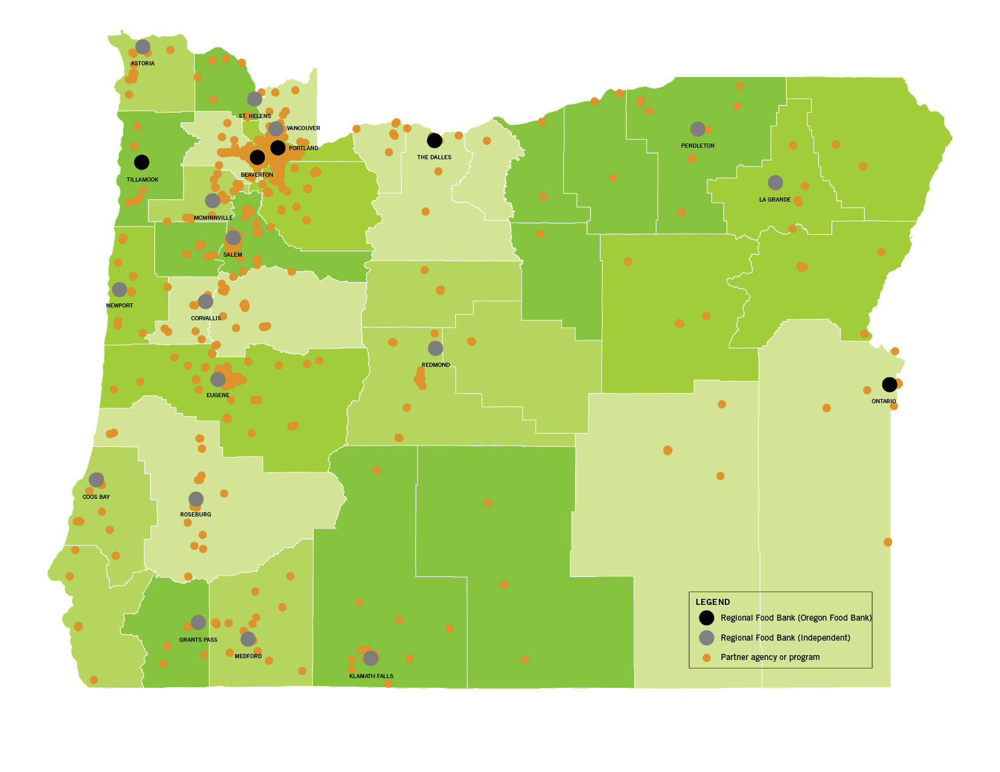 ASTORIA
ST. HELENS
VANCOUVER
PORTLAND
PENDLETON
THE DALLES
BEAVERTON
TILLAMOOK
LA GRANDE
MCMINNVILLE
SALEM
NEWPORT
CORVALLIS
REDMOND
EUGENE
ONTARIO
COOS BAY
ROSEBURG
LEGEND
Regional Food Bank (Oregon Food Bank)
Regional Food Bank (Independent)
Partner agency or program
GRANTS PASS
MEDFORD
KLAMATH FALLS